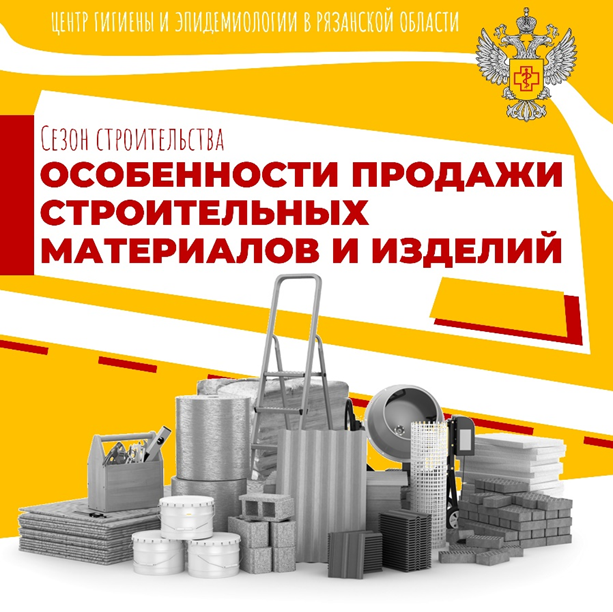 ЦЕНТР ГИГИЕНЫ И ЭПИДЕМИОЛОГИИ В РЯЗАНСКОЙ ОБЛАСТИ
СЕЗОН СТРОИТЕЛЬСТВА
ОСОБЕННОСТИ ПРОДАЖИ
СТРОИТЕЛЬНЫХ
МАТЕРИАЛОВ И ИЗДЕЛИЙ